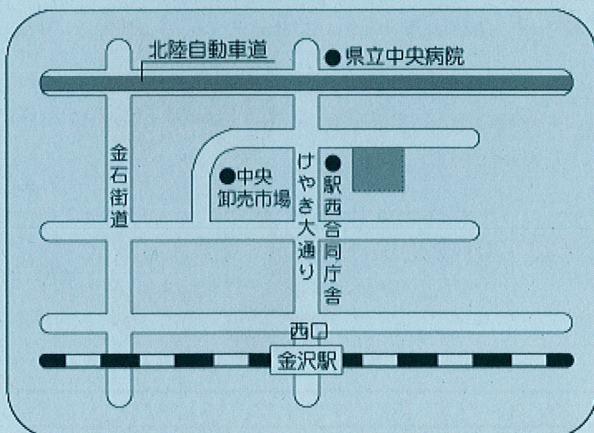 北陸自動車道
●県立中央病院
金石街道
●中央
卸売市場
けやき大通り
●駅西合同庁舎
西口
金沢駅